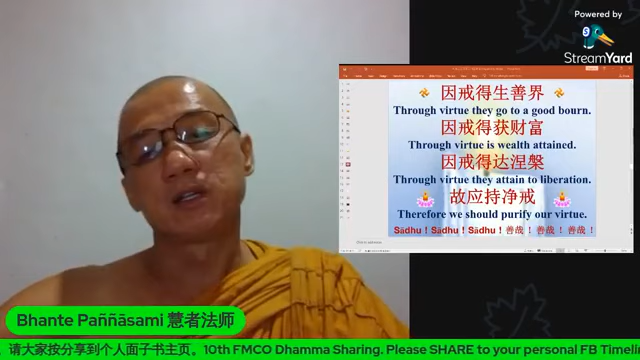 Powered by
StreamYard
因戒得生善界
Through virtue they go to a good bourn.
因戒得获财富
Through virtue is wealth attained.
因戒得达涅槃
Through virtue they attain to liberation.
故应持净戒
Therefore we should purify our virtue.
Sādhu！Sādhu！Sādhu！善哉！善哉！善哉！
Bhante Paññāsami 慧者法师
请大家按分享到个人面子书主页。10th FMCO Dhamma Sharing. Please SHARE to your personal FB Timeli